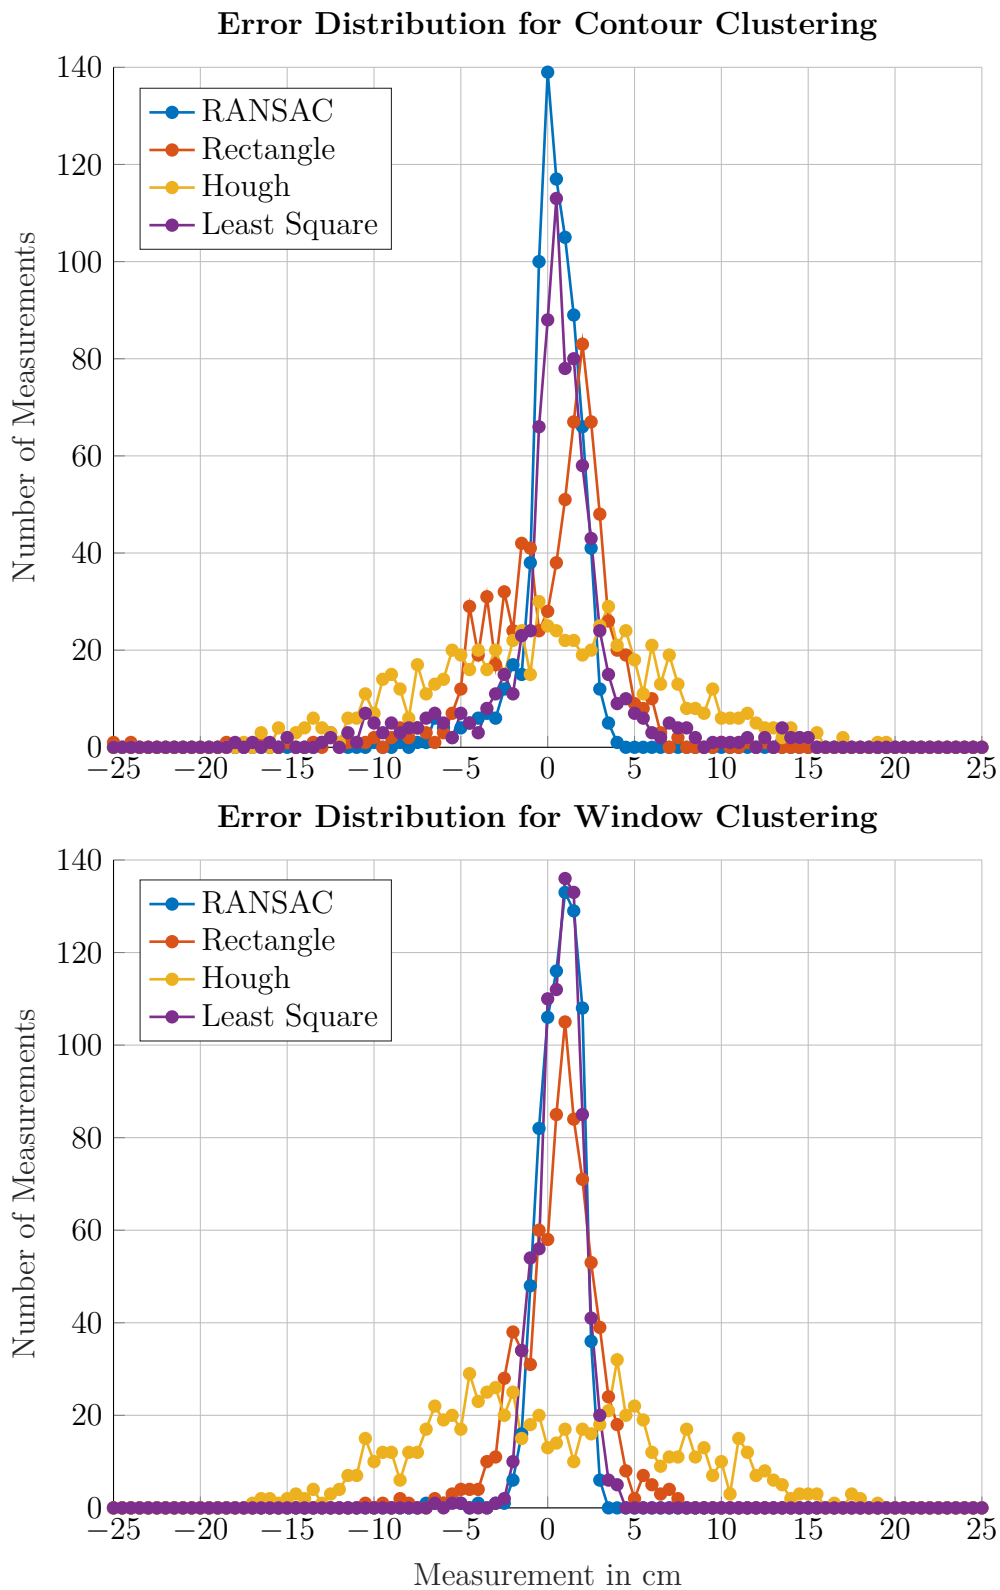 Error Distribution for Contour Clustering
140
120
100
80
60
40
20
0
Number of Measurements
RANSAC
Rectangle
Hough
Least Square
−25 −20 −15 −10 −5 0 5 10 15 20 25
Error Distribution for Window Clustering
140
120
100
80
60
40
20
0
Number of Measurements
RANSAC
Rectangle
Hough
Least Square
−25 −20 −15 −10 −5 0 5 10 15 20 25
Measurement in cm